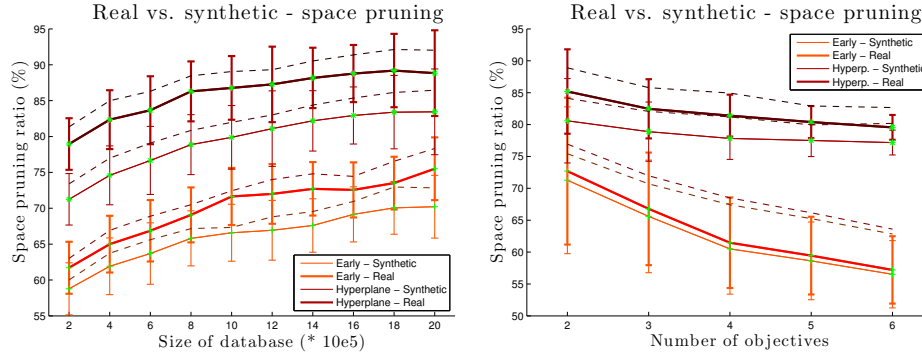 Real vs. synthetic - space pruning
Space pruning ratio (%)
95
90
85
80
75
70
65
60
55
2 4 6 8 10 12 14 16 18 20
Size of database (* 10e5)
Early − Synthetic
Early − Real
Hyperplane − Synthetic
Hyperplane − Real
Real vs. synthetic - space pruning
Space pruning ratio (%)
95
90
85
80
75
70
65
60
55
50
2 3 4 5 6
Number of objectives
Early − Synthetic
Early − Real
Hyperp. − Synthetic
Hyperp. − Real